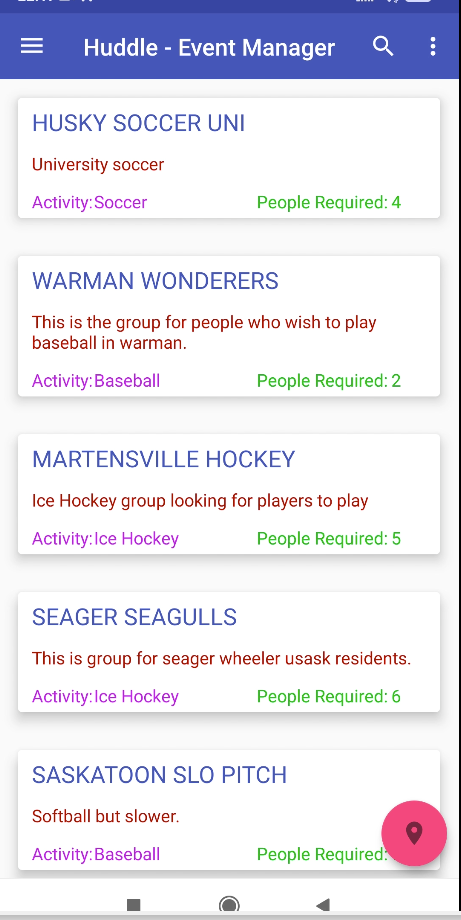 Huddle - Event Manager
HUSKY SOCCER UNI
University soccer
Activity:Soccer People Required: 4
WARMAN WONDERERS
This is the group for people who wish to play
baseball in warman.
Activity:Baseball People Required: 2
MARTENSVILLE HOCKEY
Ice Hockey group looking for players to play
Activity:Ice Hockey People Required: 5
SEAGER SEAGULLS
This is group for seager wheeler usask residents.
Activity:Ice Hockey People Required: 6
SASKATOON SLO PITCH
Softball but slower.
Activity:Baseball People Required: